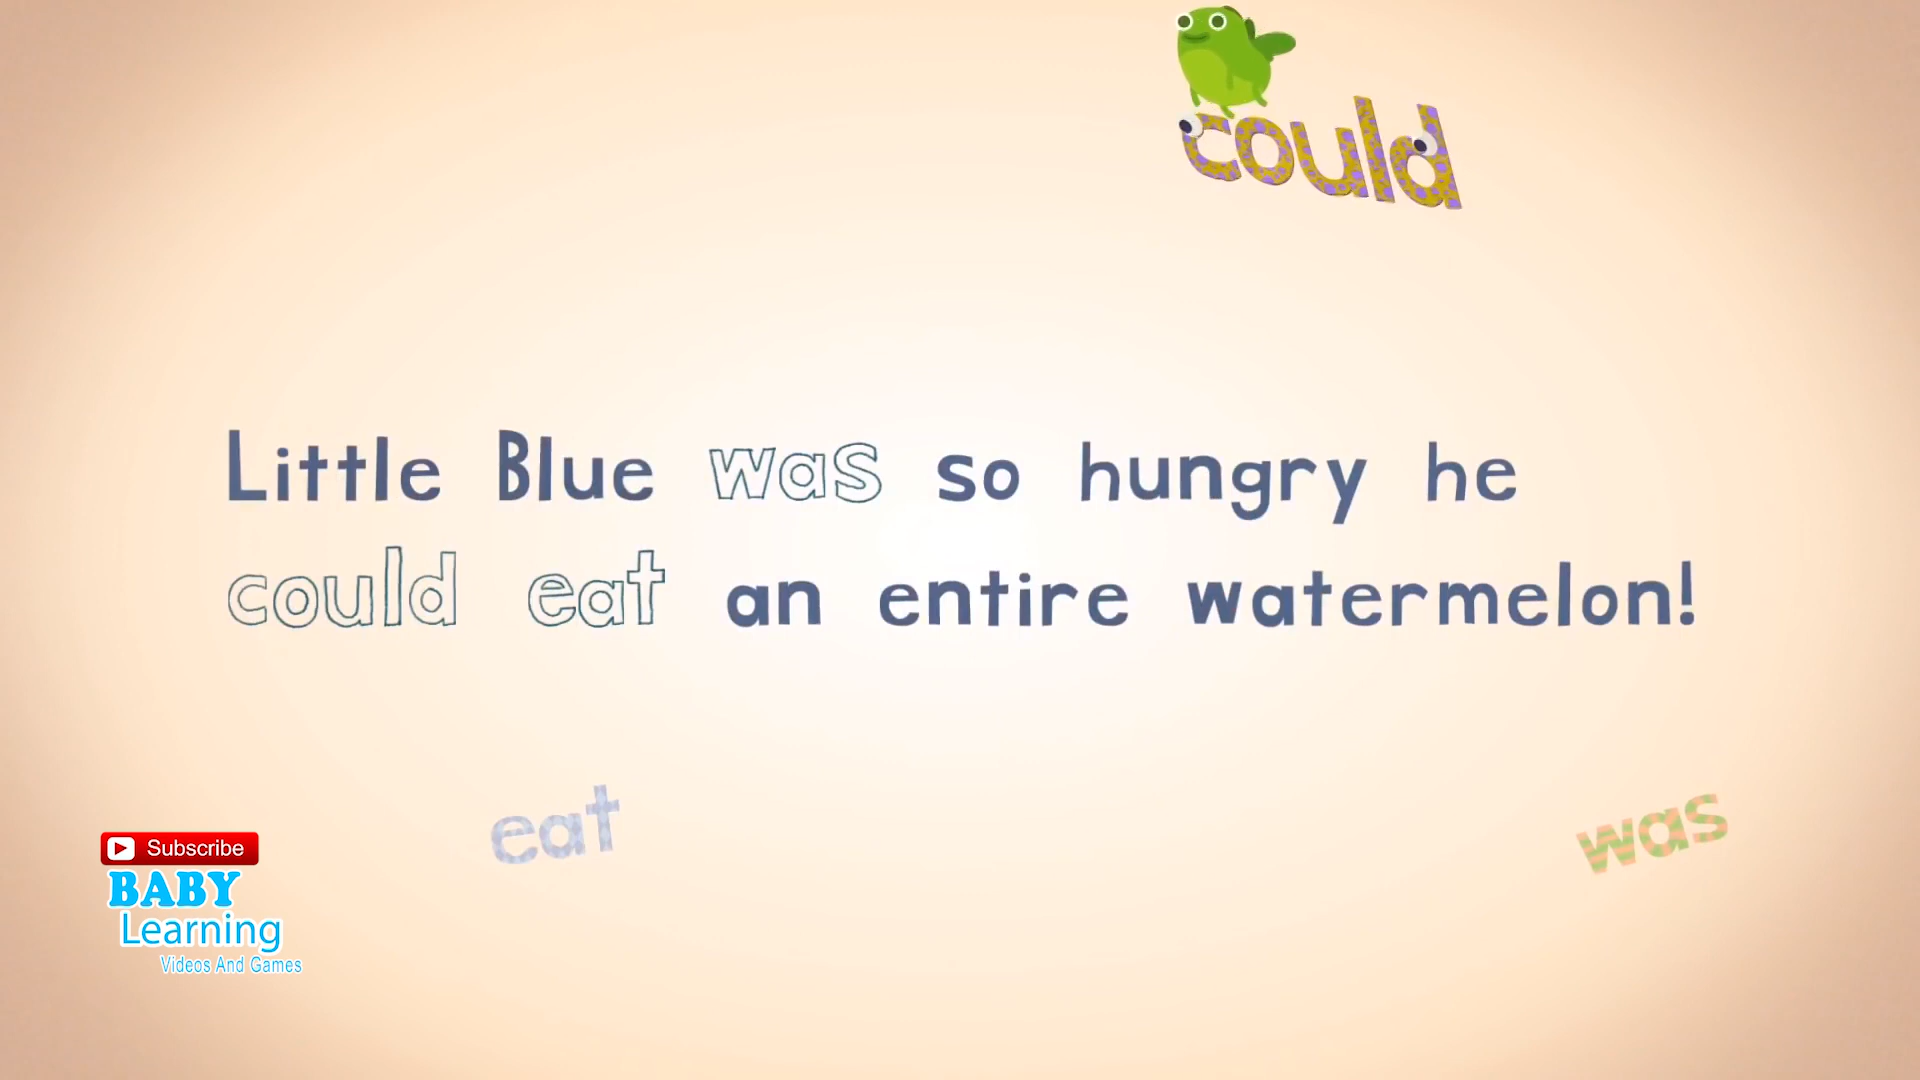 could
Little Blue was so hungry he
could eat an entire watermelon!
eat
was
Subscribe
BABY
Learning
Videos And Games